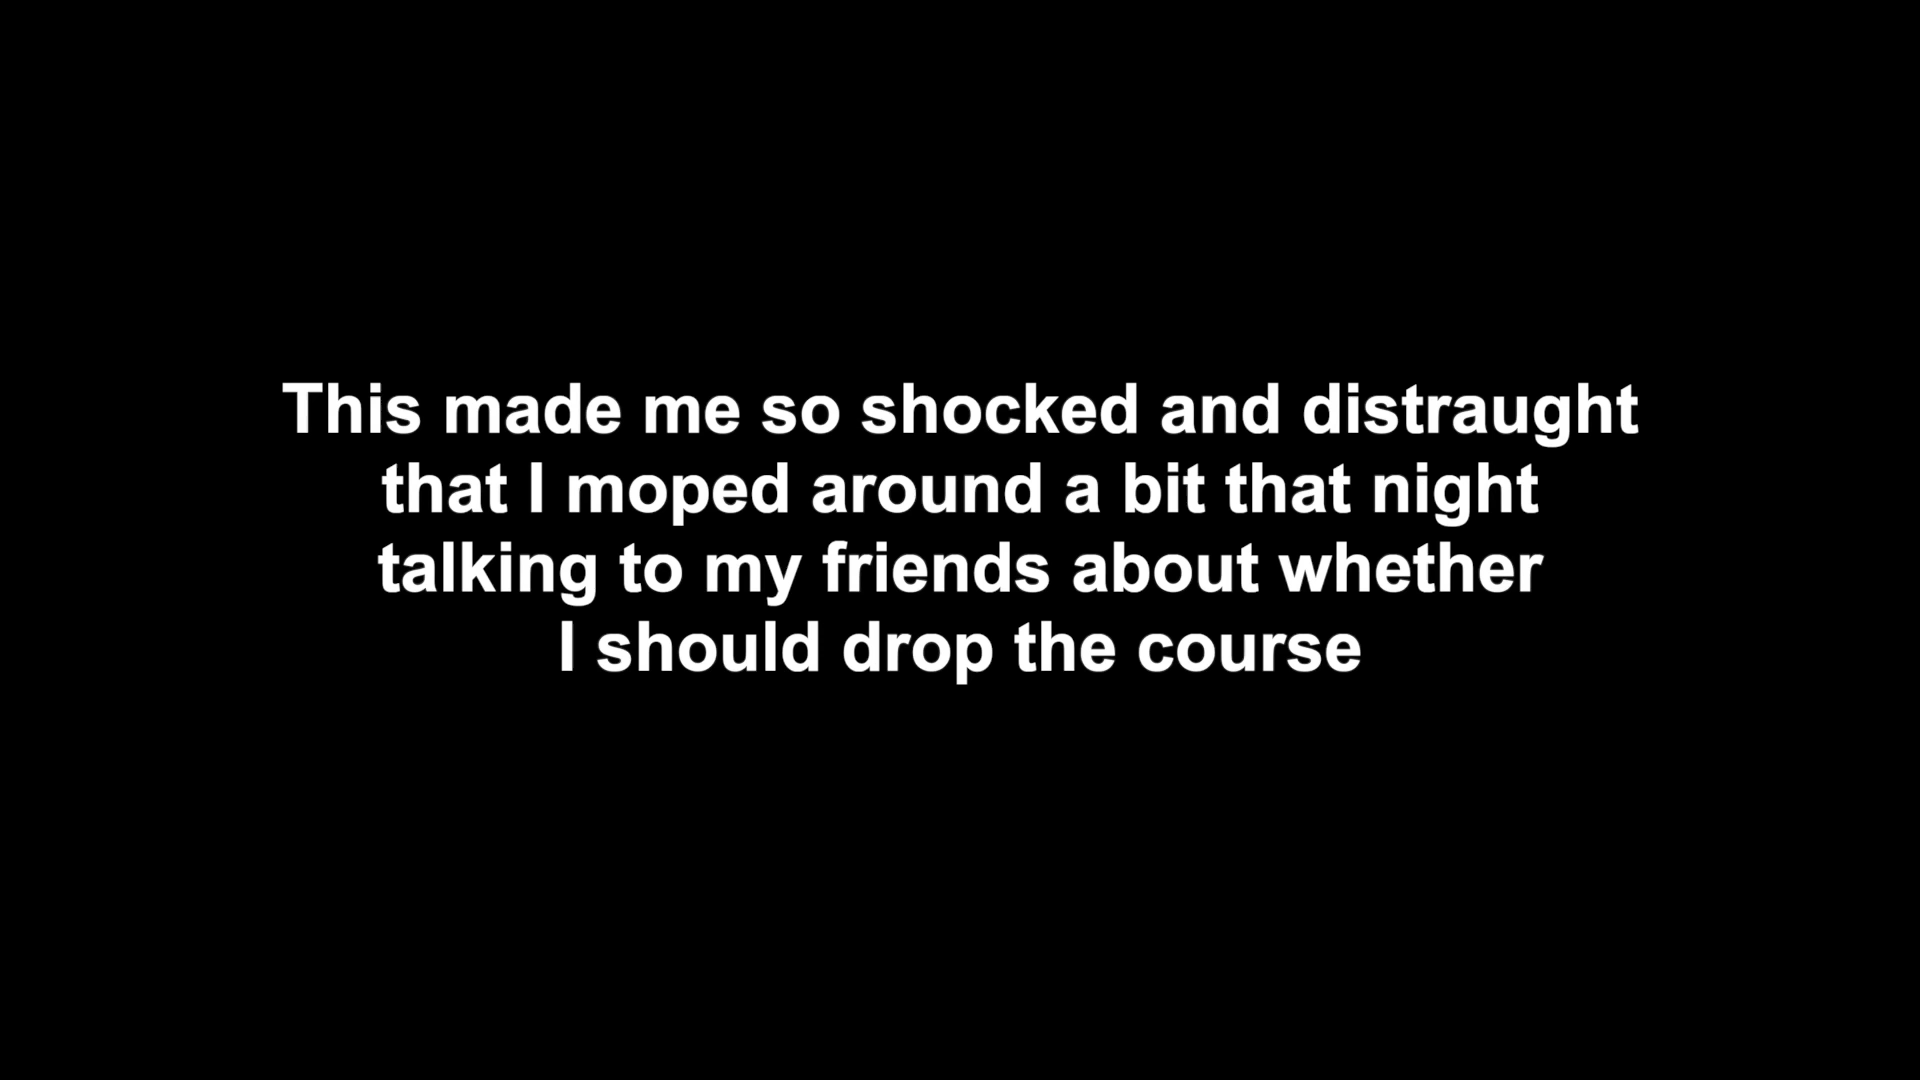 This made me so shocked and distraught
that I moped around a bit that night
talking to my friends about whether
I should drop the course